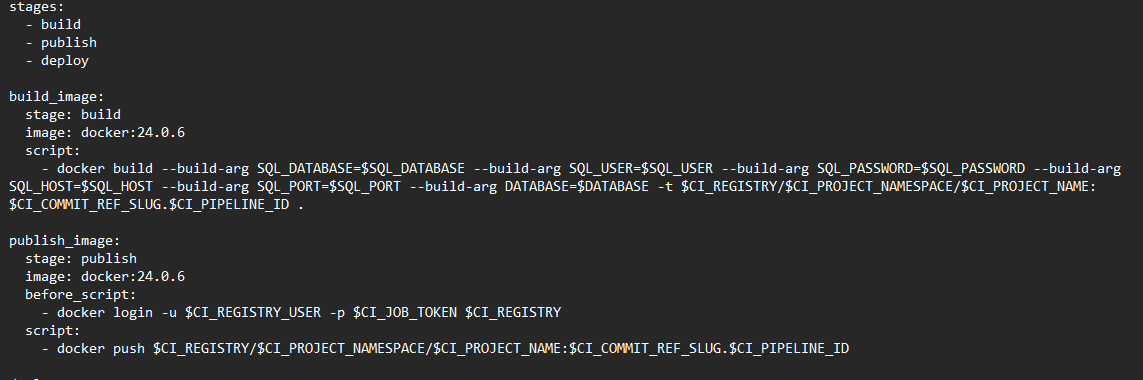 stages:
  - build
  - publish
  - deploy
build_image:
  stage: build
  image: docker:24.0.6
  script:
    - docker build --build-arg SQL_DATABASE=$SQL_DATABASE --build-arg SQL_USER=$SQL_USER --build-arg SQL_PASSWORD=$SQL_PASSWORD --build-arg
SQL_HOST=$SQL_HOST --build-arg SQL_PORT=$SQL_PORT --build-arg DATABASE=$DATABASE -t $CI_REGISTRY/$CI_PROJECT_NAMESPACE/$CI_PROJECT_NAME:
$CI_COMMIT_REF_SLUG.$CI_PIPELINE_ID .
publish_image:
  stage: publish
  image: docker:24.0.6
  before_script:
    - docker login -u $CI_REGISTRY_USER -p $CI_JOB_TOKEN $CI_REGISTRY
  script:
    - docker push $CI_REGISTRY/$CI_PROJECT_NAMESPACE/$CI_PROJECT_NAME:$CI_COMMIT_REF_SLUG.$CI_PIPELINE_ID